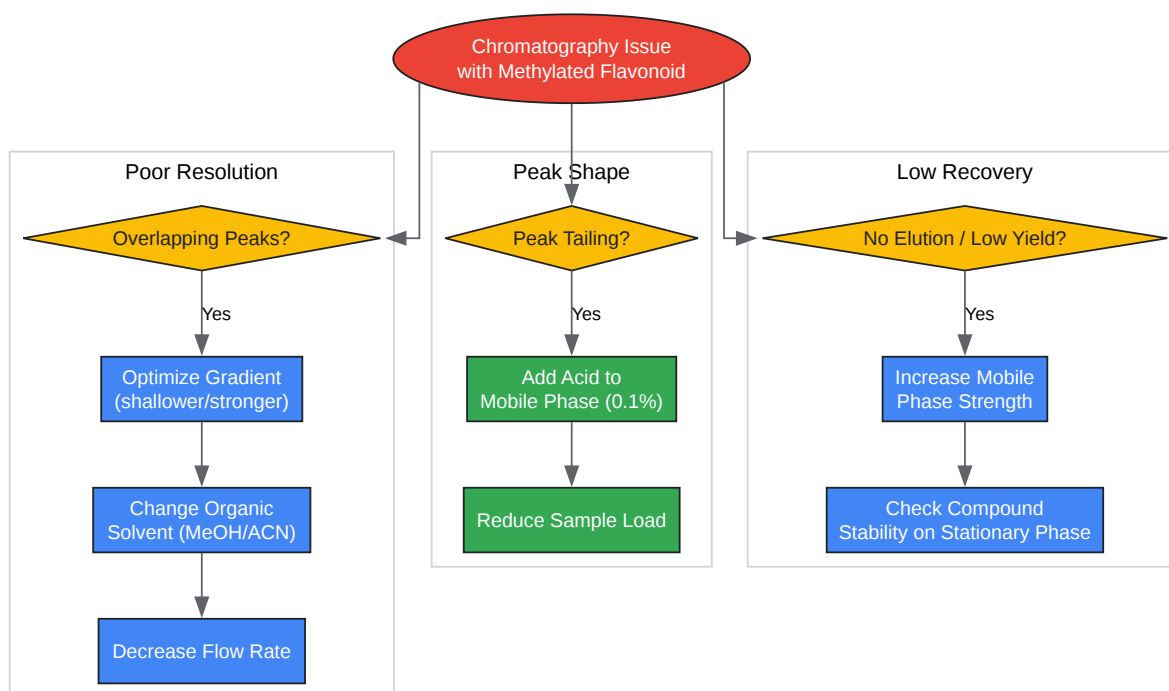 Chromatography Issue
with Methylated Flavonoid
Poor Resolution
Overlapping Peaks?
Yes
Optimize Gradient
(shallower/stronger)
Change Organic
Solvent (MeOH/ACN)
Decrease Flow Rate
Peak Shape
Peak Tailing?
Yes
Add Acid to
Mobile Phase (0.1%)
Reduce Sample Load
Low Recovery
No Elution / Low Yield?
Yes
Increase Mobile
Phase Strength
Check Compound
Stability on Stationary Phase